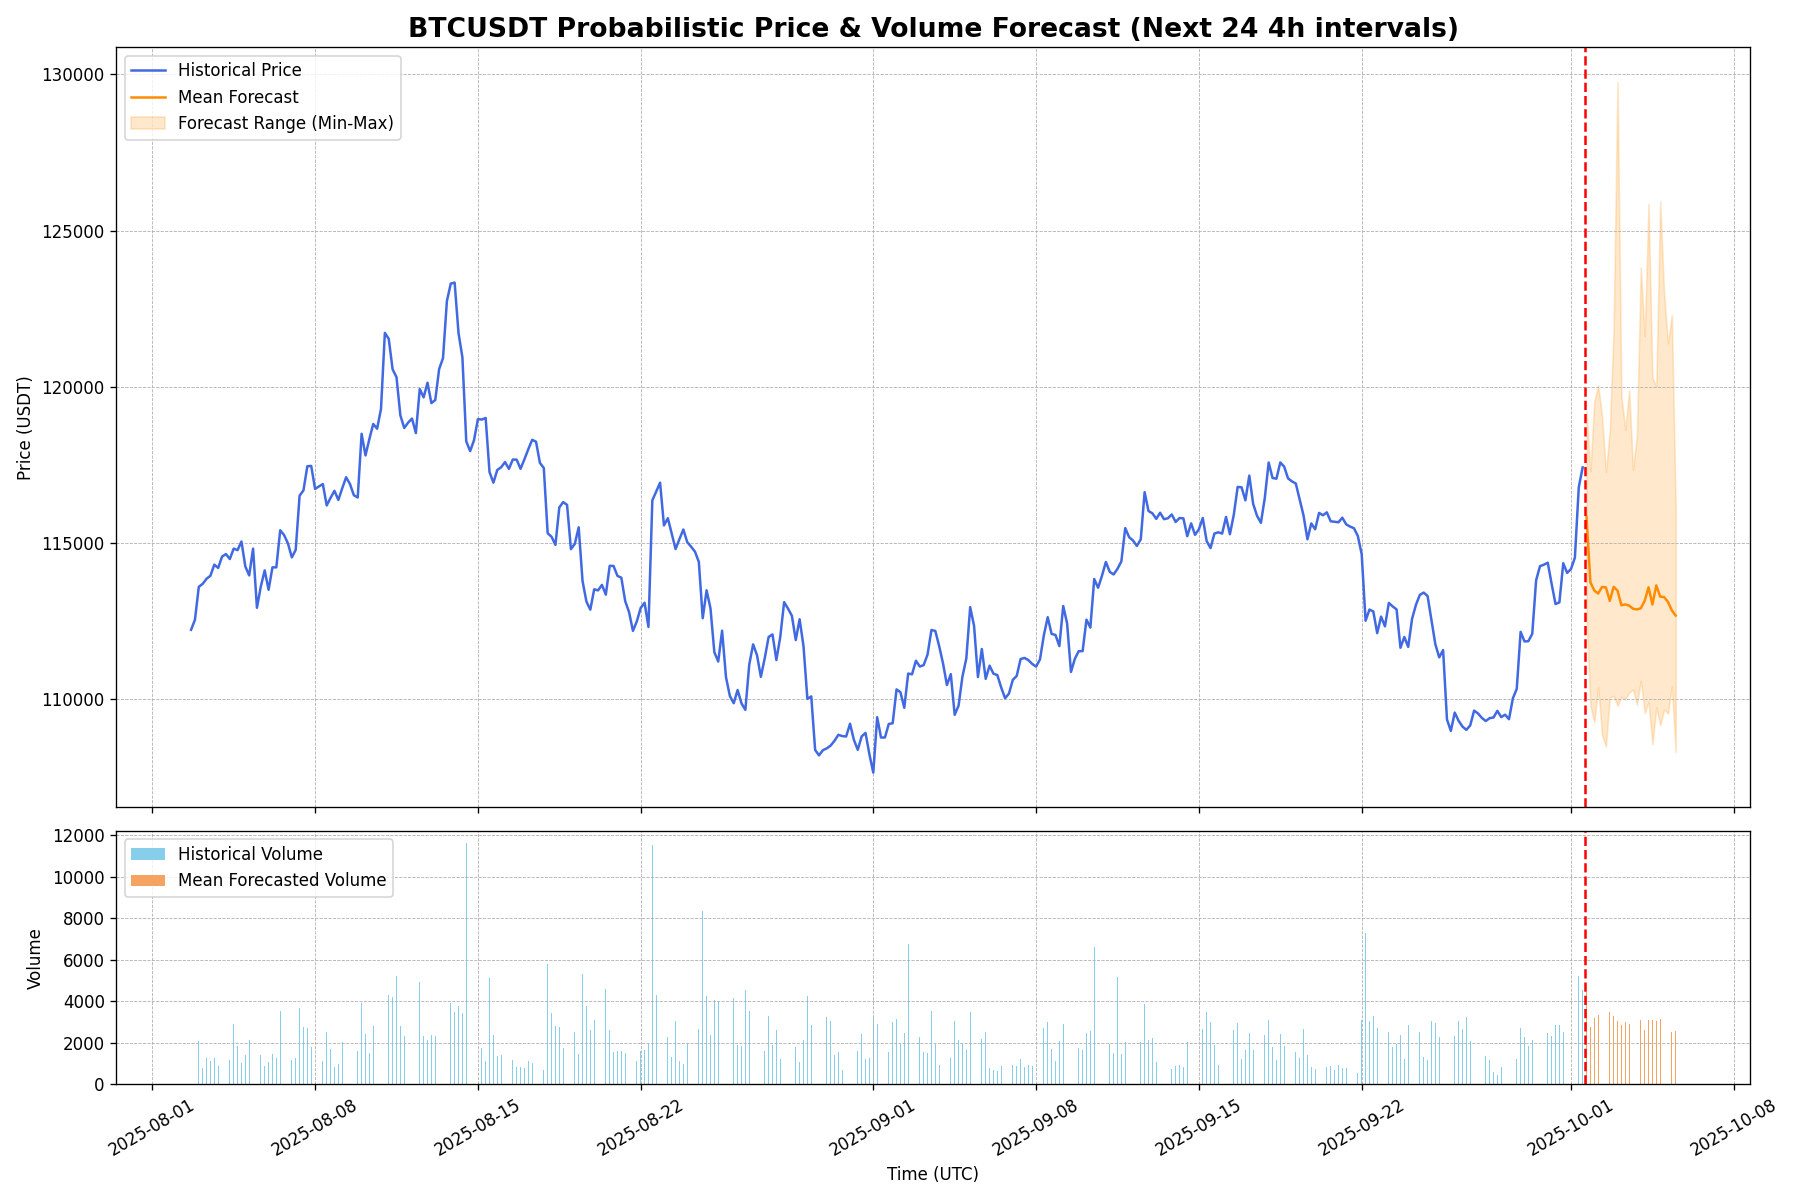 BTCUSDT Probabilistic Price & Volume Forecast (Next 24 4h intervals)
Historical Price
Mean Forecast
Forecast Range (Min-Max)
130000
125000
120000
115000
110000
Price (USDT)
Historical Volume
Mean Forecasted Volume
12000
10000
8000
6000
4000
2000
0
Volume
2025-08-01
2025-08-08
2025-08-15
2025-08-22
2025-09-01
2025-09-08
2025-09-15
2025-09-22
2025-10-01
2025-10-08
Time (UTC)